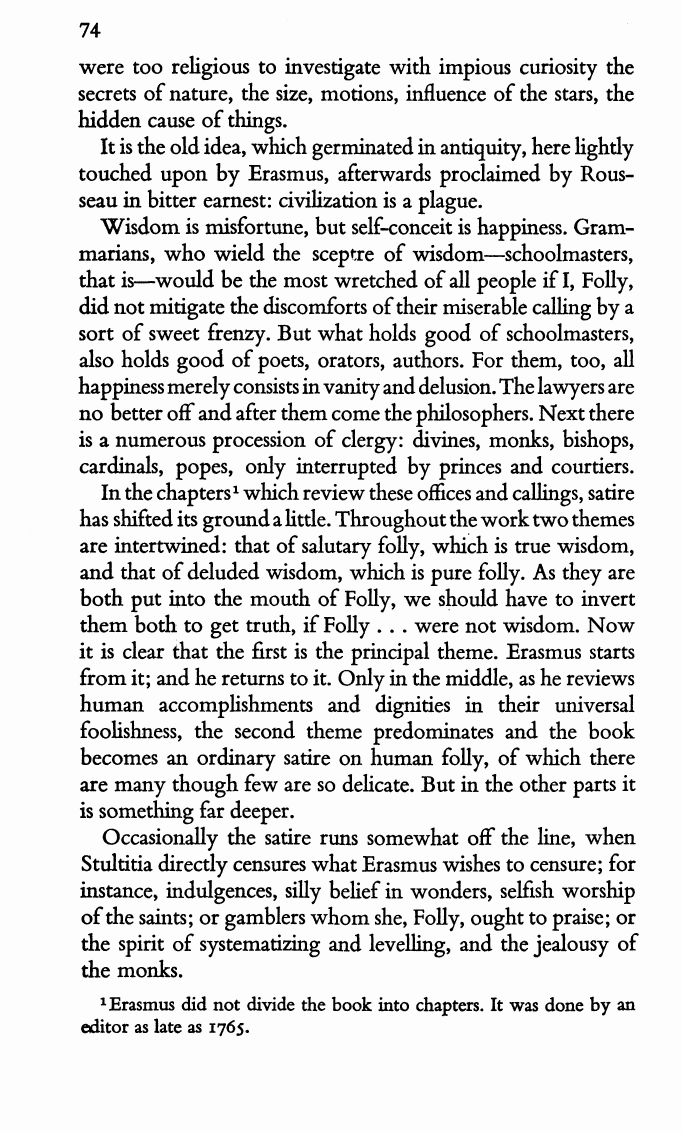 74
were too religious to investigate with impious curiosity the
secrets of nature, the size, motions, influence of the stars, the
hidden cause of things.
It is the old idea, which germinated in antiquity, here lightly
touched upon by Erasmus, afterwards proclaimed by Rous-
seau in bitter earnest: civilization is a plague.
Wisdom is misfortune, but self-conceit is happiness. Gram-
marians, who wield the sceptre of wisdom—schoolmasters,
that is—would be the most wretched of all people if I, Folly,
did not mitigate the discomforts of their miserable calling by a
sort of sweet frenzy. But what holds good of schoolmasters,
also holds good of poets, orators, authors. For them, too, all
happiness merely consists in vanity and delusion. The lawyers are
no better off and after them come the philosophers. Next there
is a numerous procession of clergy: divines, monks, bishops,
cardinals, popes, only interrupted by princes and courtiers.
In the chapters¹ which review these offices and callings, satire
has shifted its ground a little. Throughout the work two themes
are intertwined: that of salutary folly, which is true wisdom,
and that of deluded wisdom, which is pure folly. As they are
both put into the mouth of Folly, we should have to invert
them both to get truth, if Folly . . . were not wisdom. Now
it is clear that the first is the principal theme. Erasmus starts
from it; and he returns to it. Only in the middle, as he reviews
human accomplishments and dignities in their universal
foolishness, the second theme predominates and the book
becomes an ordinary satire on human folly, of which there
are many though few are so delicate. But in the other parts it
is something far deeper.
Occasionally the satire runs somewhat off the line, when
Stultitia directly censures what Erasmus wishes to censure; for
instance, indulgences, silly belief in wonders, selfish worship
of the saints; or gamblers whom she, Folly, ought to praise; or
the spirit of systematizing and levelling, and the jealousy of
the monks.
¹Erasmus did not divide the book into chapters. It was done by an
editor as late as 1765.